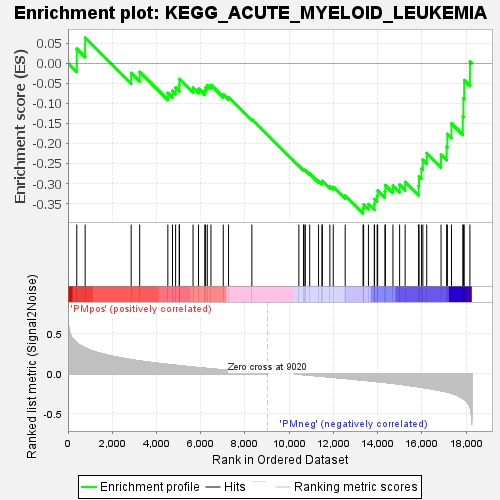 Enrichment plot: KEGG_ACUTE_MYELOID_LEUKEMIA
Enrichment score (ES)
0.05
0.00
-0.05
-0.10
-0.15
-0.20
-0.25
-0.30
-0.35
'PMpos' (positively correlated)
Ranked list metric (Signal2Noise)
0.5
0.0
-0.5
Zero cross at 9020
'PMneg' (negatively correlated)
0
2,000
4,000
6,000
8,000
10,000
12,000
14,000
16,000
18,000
Rank in Ordered Dataset
Enrichment profile
Hits
Ranking metric scores